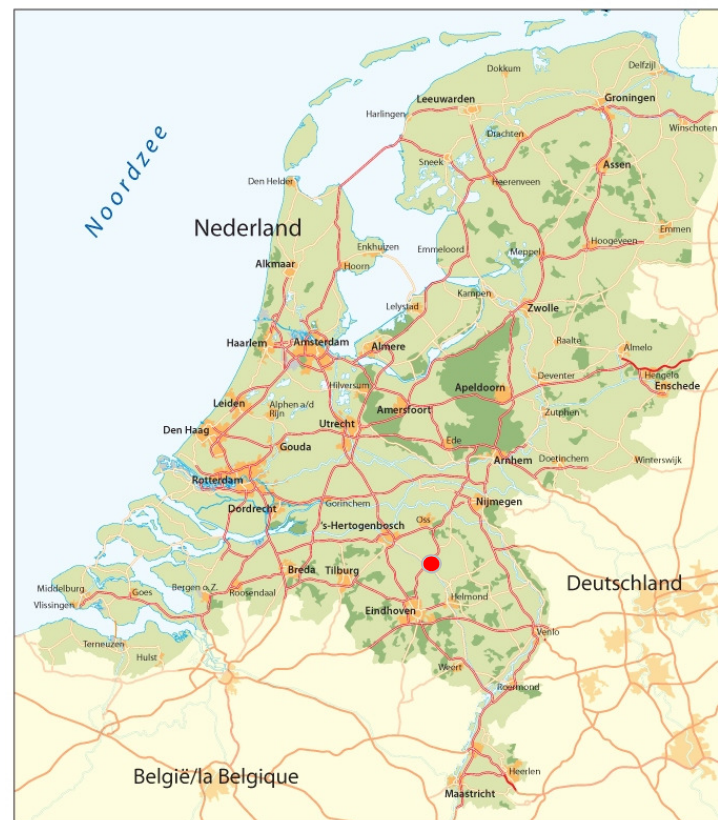 Dokkum
Delfzijl
Leeuwarden
Groningen
Harlingen
Winschoten
Drachten
Sneek
Assen
Noordzee
Den Helder
Heerenveen
Nederland
Emmen
Enkhuizen
Emmeloord
Meppel
Hoogeveen
Alkmaar
Hoorn
Lelystad
Kampen
Zwolle
Haarlem
Amsterdam
Almere
Raalte
Almelo
Hilversum
Apeldoorn
Deventer
Hengelo
Enschede
Leiden
Alphen a/d
Rijn
Amersfoort
Zutphen
Den Haag
Utrecht
Gouda
Ede
Arnhem
Doetinchem
Winterswijk
Rotterdam
Dordrecht
Gorinchem
Nijmegen
's-Hertogenbosch
Oss
Breda
Tilburg
Deutschland
Middelburg
Goes
Bergen o.Z.
Roosendaal
Vlissingen
Eindhoven
Helmond
Terneuzen
Hulst
Venlo
Weert
Roermond
België/la Belgique
Heerlen
Maastricht